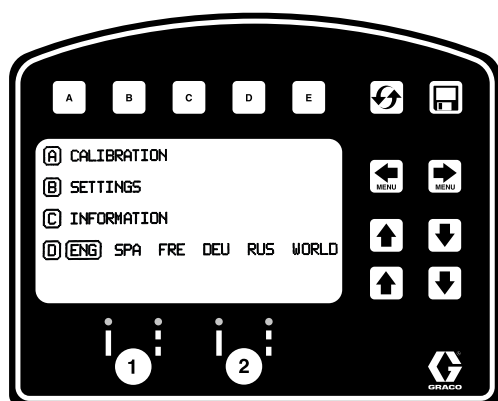 A B C D E
A CALIBRATION
B SETTINGS
C INFORMATION
D ENG SPA FRE DEU RUS WORLD
MENU MENU
1 2
G
GRACO